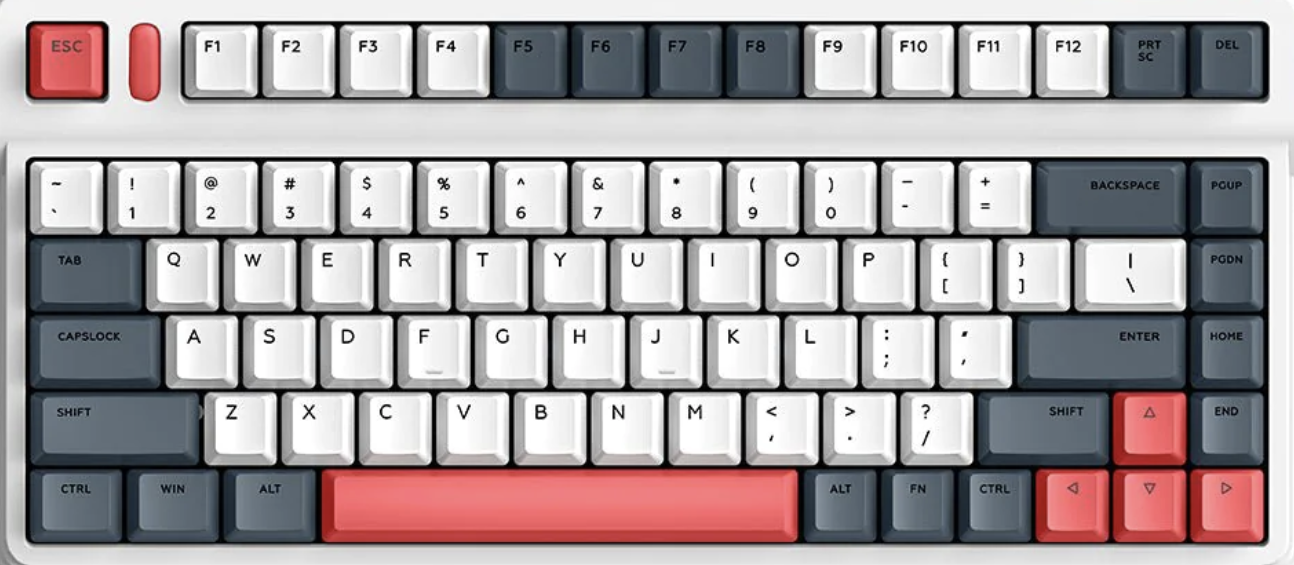 ESC F1 F2 F3 F4 F5 F6 F7 F8 F9 F10 F11 F12 PRT SC DEL
~ ! @ # $ % ^ & * ( ) — +
` 1 2 3 4 5 6 7 8 9 0 - = BACKSPACE PGUP
TAB Q W E R T Y U I O P { } | PGDN
[ ] \
CAPSLOCK A S D F G H J K L : " ENTER HOME
; ,
SHIFT Z X C V B N M < > ? SHIFT △ END
, . /
CTRL WIN ALT ALT FN CTRL ◁ ▽ ▷